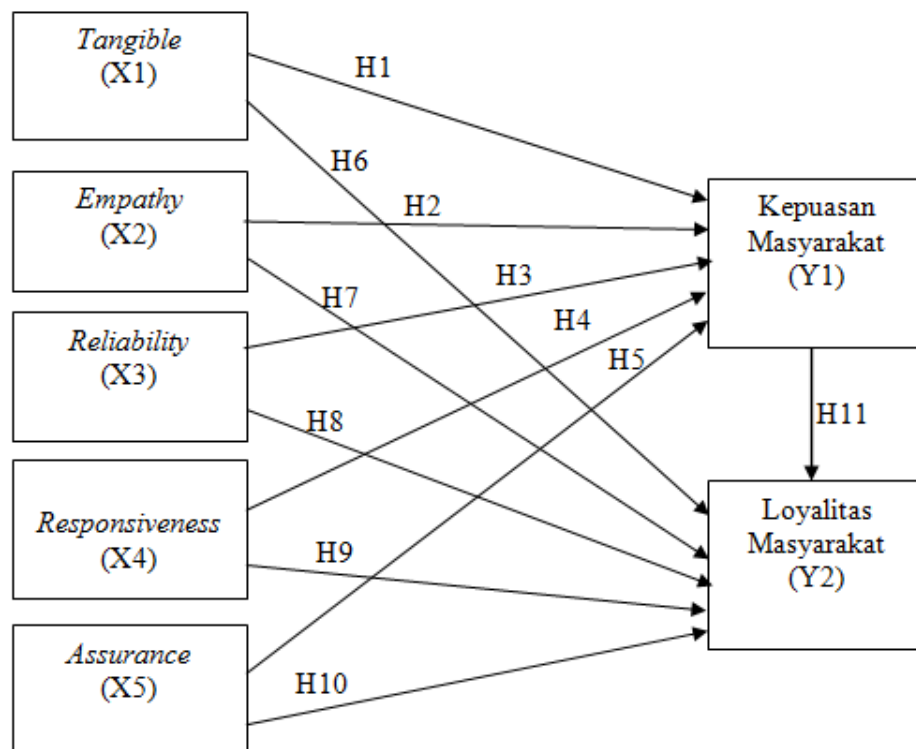 Tangible
(X1)
H1
H6
Empathy
(X2)
H2
Kepuasan
Masyarakat
(Y1)
H7
H3
Reliability
(X3)
H4
H5
H8
H11
Responsiveness
(X4)
H9
Loyalitas
Masyarakat
(Y2)
Assurance
(X5)
H10